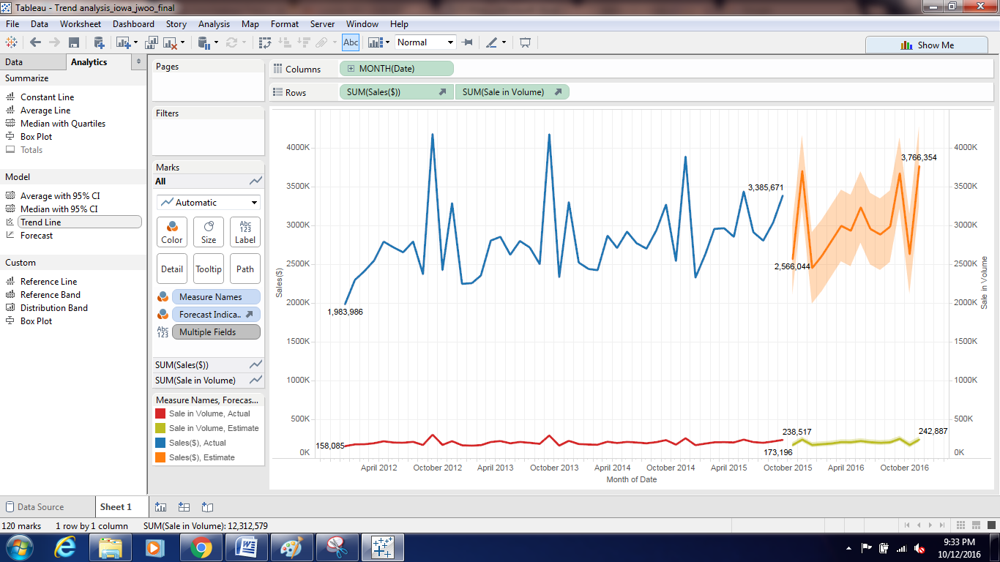 Tableau - Trend analysis_iowa_jwoo_final
File Data Worksheet Dashboard Story Analysis Map Format Server Window Help
Abc Normal Show Me
Data Analytics
Summarize
Constant Line
Average Line
Median with Quartiles
Box Plot
Totals
Model
Average with 95% CI
Median with 95% CI
Trend Line
Forecast
Custom
Reference Line
Reference Band
Distribution Band
Box Plot
Pages
Filters
Marks
All
Automatic
Color Size Abc 123 Label
Detail Tooltip Path
Measure Names
Forecast Indica..
Abc 123 Multiple Fields
SUM(Sales($))
SUM(Sale in Volume)
Measure Names, Forecas...
Sale in Volume, Actual
Sale in Volume, Estimate
Sales($), Actual
Sales($), Estimate
Columns MONTH(Date)
Rows SUM(Sales($)) SUM(Sale in Volume)
4000K 3,766,354 4000K
3500K 3,385,671 3500K
3000K 3000K
2500K 2,566,044 2500K
Sales($)
Sale in Volume
2000K 2000K
1,983,986
1500K 1500K
1000K 1000K
500K 500K
238,517 242,887
158,085
0K 173,196 0K
April 2012 October 2012 April 2013 October 2013 April 2014 October 2014 April 2015 October 2015 April 2016 October 2016
Month of Date
Data Source Sheet 1
120 marks 1 row by 1 column SUM(Sale in Volume): 12,312,579
9:33 PM
10/12/2016